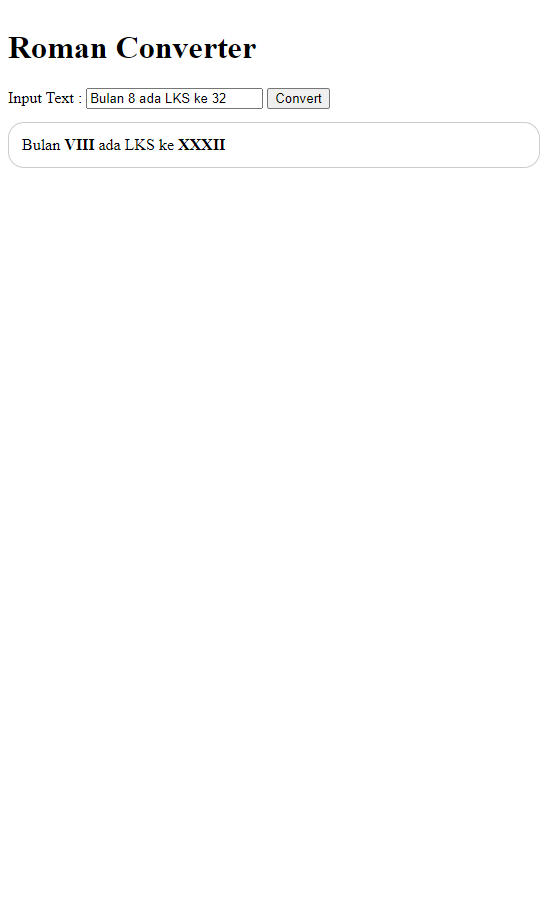 Roman Converter
Input Text : Bulan 8 ada LKS ke 32 Convert
Bulan VIII ada LKS ke XXXII